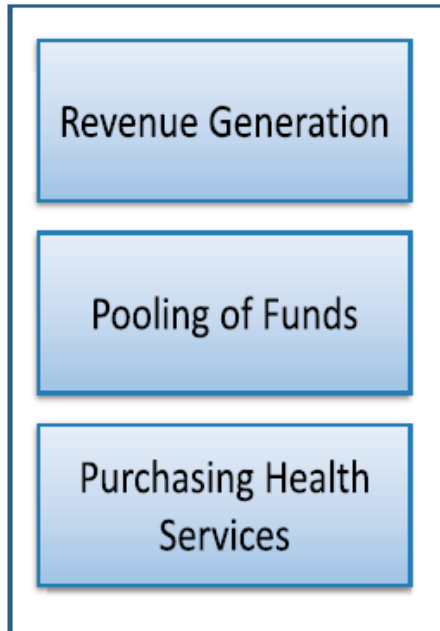 Revenue Generation
Pooling of Funds
Purchasing Health
Services